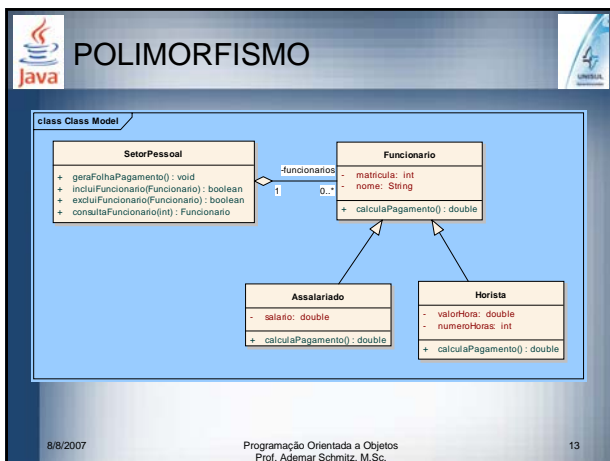 Java
POLIMORFISMO
UNISUL
class Class Model
SetorPessoal
+ geraFolhaPagamento() : void
+ incluiFuncionario(Funcionario) : boolean
+ excluiFuncionario(Funcionario) : boolean
+ consultaFuncionario(int) : Funcionario
-funcionarios
1
0..*
Funcionario
- matricula: int
- nome: String
+ calculaPagamento() : double
Assalariado
- salario: double
+ calculaPagamento() : double
Horista
- valorHora: double
- numeroHoras: int
+ calculaPagamento() : double
8/8/2007
Programação Orientada a Objetos
Prof. Ademar Schmitz, M.Sc.
13